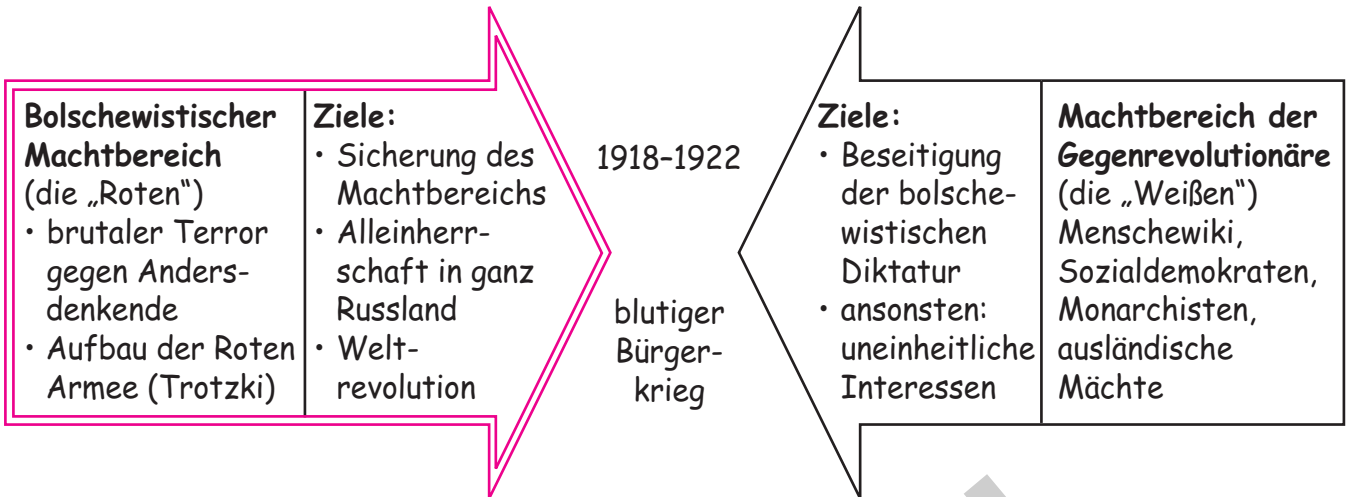 Bolschewistischer
Machtbereich
(die „Roten“)
• brutaler Terror
gegen Anders-
denkende
• Aufbau der Roten
Armee (Trotzki)
Ziele:
• Sicherung des
Machtbereichs
• Alleinherr-
schaft in ganz
Russland
• Welt-
revolution
1918–1922
blutiger
Bürger-
krieg
Ziele:
• Beseitigung
der bolsche-
wistischen
Diktatur
• ansonsten:
uneinheitliche
Interessen
Machtbereich der
Gegenrevolutionäre
(die „Weißen“)
Menschewiki,
Sozialdemokraten,
Monarchisten,
ausländische
Mächte